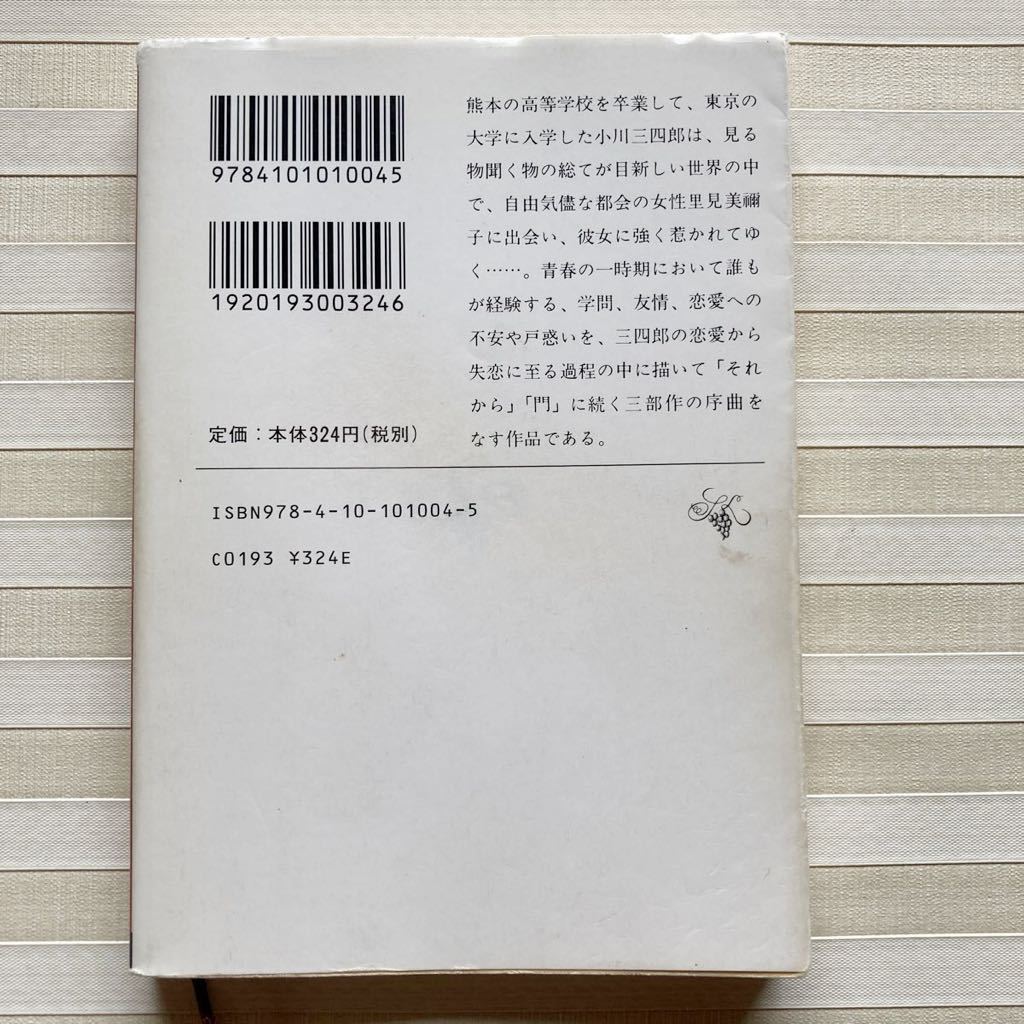 9784101010045
1920193003246
定価：本体324円(税別)
熊本の高等学校を卒業して、東京の
大学に入学した小川三四郎は、見る
物聞く物の総てが目新しい世界の中
で、自由気儘な都会の女性里見美禰
子に出会い、彼女に強く惹かれてゆ
く……。青春の一時期において誰も
が経験する、学問、友情、恋愛への
不安や戸惑いを、三四郎の恋愛から
失恋に至る過程の中に描いて「それ
から」「門」に続く三部作の序曲を
なす作品である。
ISBN978-4-10-101004-5
C0193 ¥324E